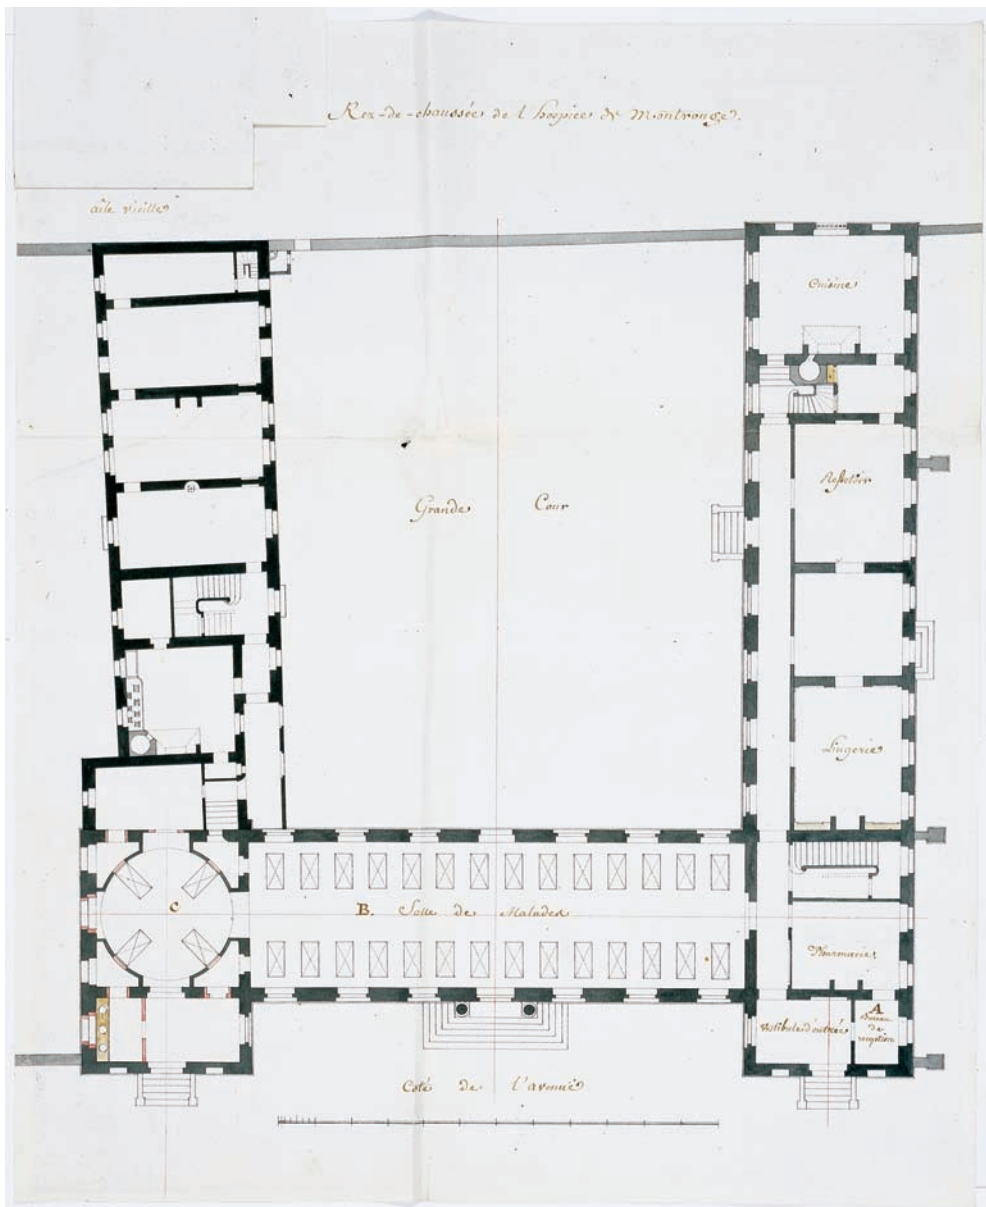 Rez-de-chaussée de l'hospice de Montrouge.
aile vieille
Cuisine
Grande Cour
Refectoir
Lingerie
C
B. Salle de Malades
Pharmacie
Vestibule d'entrée
A
Bureau
de
reception
Coté de l'avenue